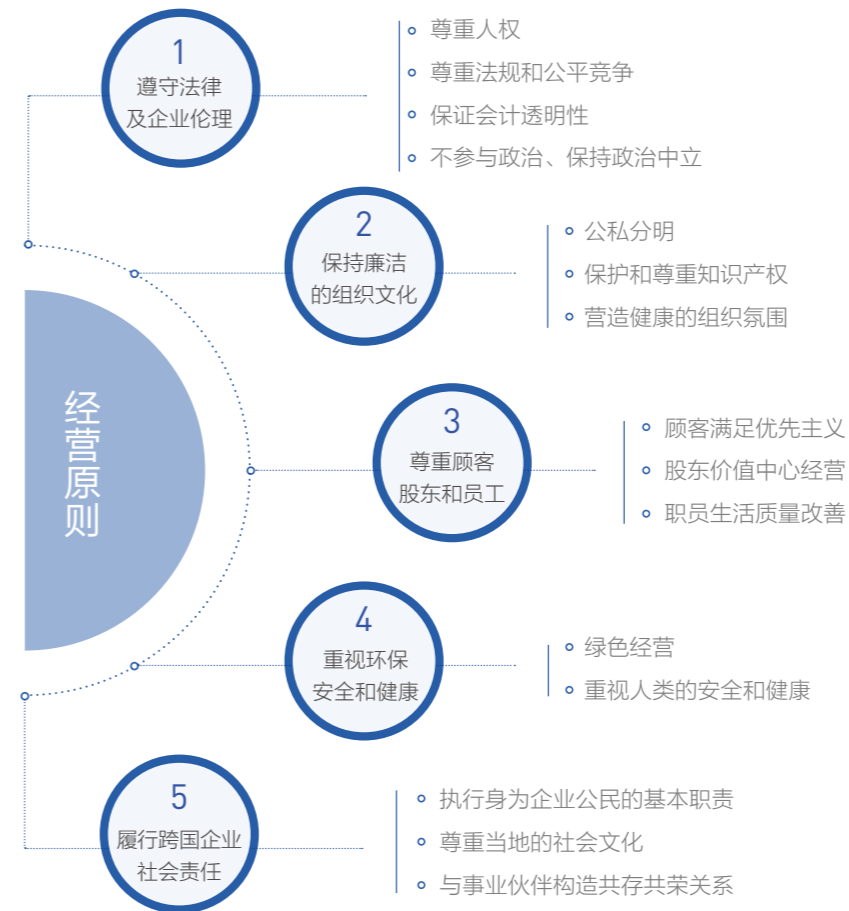 经营原则
1
遵守法律
及企业伦理
尊重人权
尊重法规和公平竞争
保证会计透明性
不参与政治、保持政治中立
2
保持廉洁
的组织文化
公私分明
保护和尊重知识产权
营造健康的组织氛围
3
尊重顾客
股东和员工
顾客满足优先主义
股东价值中心经营
职员生活质量改善
4
重视环保
安全和健康
绿色经营
重视人类的安全和健康
5
履行跨国企业
社会责任
执行身为企业公民的基本职责
尊重当地的社会文化
与事业伙伴构造共存共荣关系